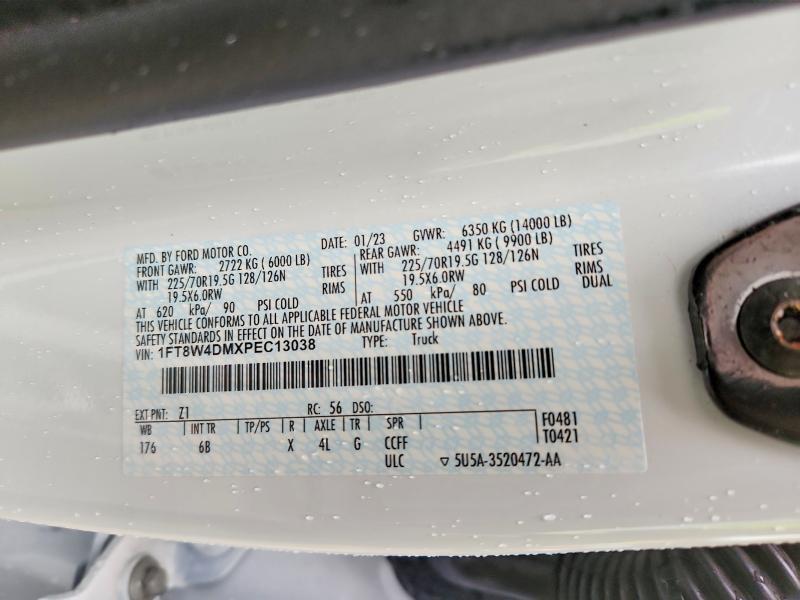 MFD. BY FORD MOTOR CO. DATE: 01/23 GVWR: 6350 KG (14000 LB)
FRONT GAWR: 2722 KG ( 6000 LB) REAR GAWR: 4491 KG ( 9900 LB)
WITH 225/70R19.5G 128/126N TIRES WITH 225/70R19.5G 128/126N TIRES
19.5X6.0RW RIMS 19.5X6.0RW RIMS
AT 620 kPa/ 90 PSI COLD AT 550 kPa/ 80 PSI COLD DUAL
THIS VEHICLE CONFORMS TO ALL APPLICABLE FEDERAL MOTOR VEHICLE
SAFETY STANDARDS IN EFFECT ON THE DATE OF MANUFACTURE SHOWN ABOVE.
VIN: 1FT8W4DMXPEC13038 TYPE: Truck
EXT PNT: Z1 RC: 56 DSO: F0481
WB INT TR TP/PS R AXLE TR SPR T0421
176 6B X 4L G CCFF
ULC ▽ 5U5A-3520472-AA